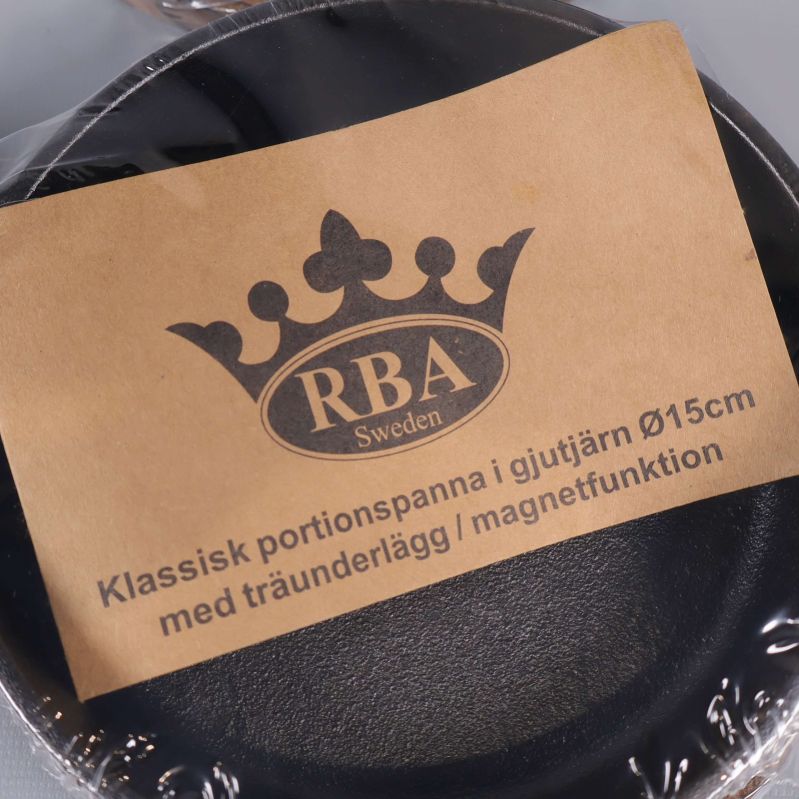 RBA
Sweden
Klassisk portionspanna i gjutjärn Ø15cm
med träunderlägg / magnetfunktion